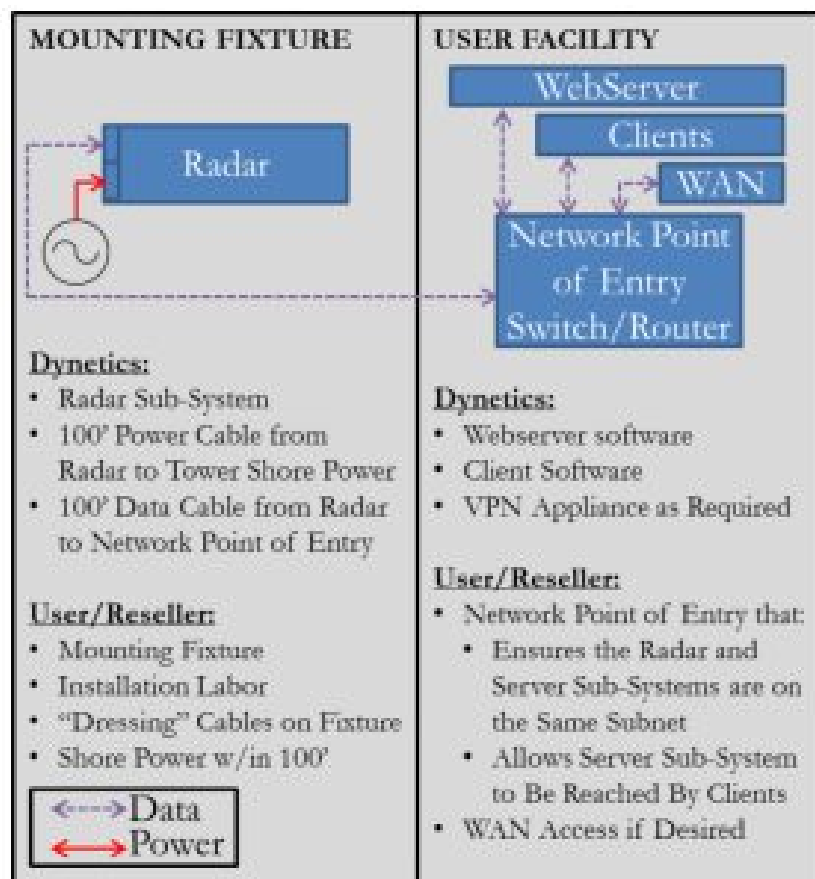 MOUNTING FIXTURE
Radar
Dynetics:
• Radar Sub-System
• 100' Power Cable from
Radar to Tower Shore Power
• 100' Data Cable from Radar
to Network Point of Entry
User/Reseller:
• Mounting Fixture
• Installation Labor
• "Dressing" Cables on Fixture
• Shore Power w/in 100'
Data
Power
USER FACILITY
WebServer
Clients
WAN
Network Point
of Entry
Switch/Router
Dynetics:
• Webserver software
• Client Software
• VPN Appliance as Required
User/Reseller:
• Network Point of Entry that:
• Ensures the Radar and
Server Sub-Systems are on
the Same Subnet
• Allows Server Sub-System
to Be Reached By Clients
• WAN Access if Desired